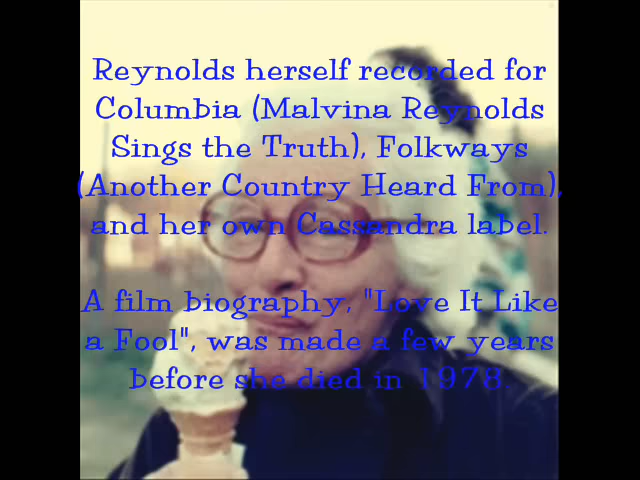 Reynolds herself recorded for
Columbia (Malvina Reynolds
Sings the Truth), Folkways
(Another Country Heard From),
and her own Cassandra label.
A film biography, "Love It Like
a Fool", was made a few years
before she died in 1978.